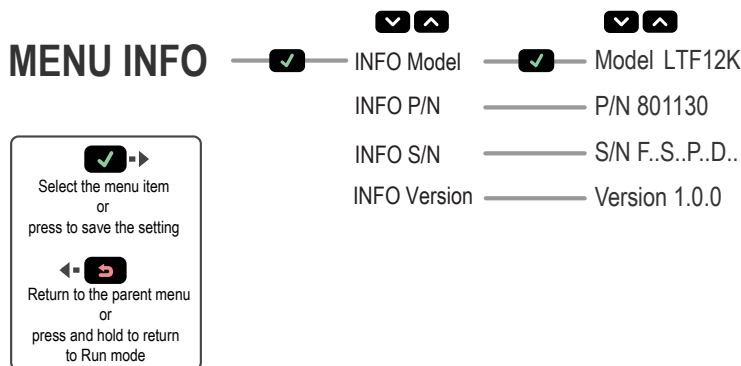 MENU INFO
INFO Model
Model LTF12K
INFO P/N
P/N 801130
INFO S/N
S/N F..S..P..D..
INFO Version
Version 1.0.0
Select the menu item
or
press to save the setting
Return to the parent menu
or
press and hold to return
to Run mode